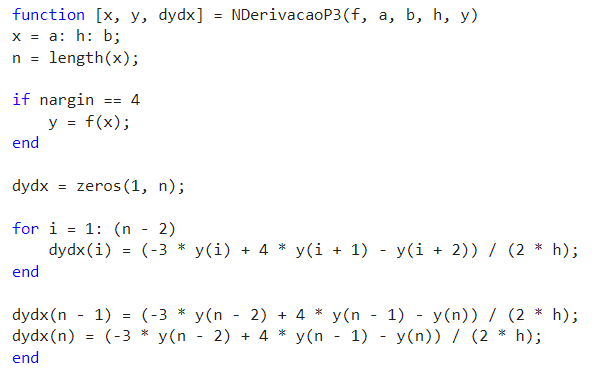 function [x, y, dydx] = NDerivacaoP3(f, a, b, h, y)
x = a: h: b;
n = length(x);
if nargin == 4
    y = f(x);
end
dydx = zeros(1, n);
for i = 1: (n - 2)
    dydx(i) = (-3 * y(i) + 4 * y(i + 1) - y(i + 2)) / (2 * h);
end
dydx(n - 1) = (-3 * y(n - 2) + 4 * y(n - 1) - y(n)) / (2 * h);
dydx(n) = (-3 * y(n - 2) + 4 * y(n - 1) - y(n)) / (2 * h);
end